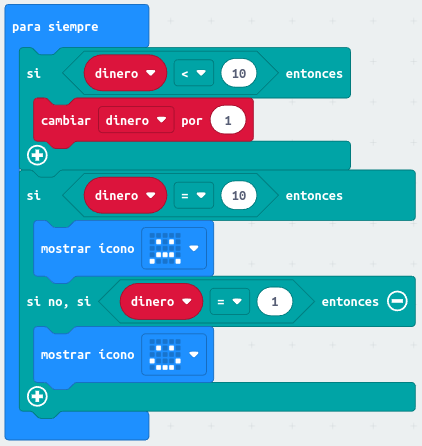 para siempre
si dinero < 10 entonces
cambiar dinero por 1
si dinero = 10 entonces
mostrar icono
si no, si dinero = 1 entonces
mostrar icono